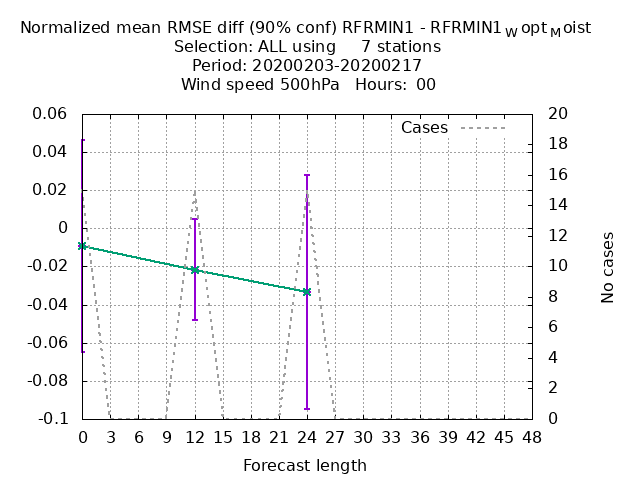 Normalized mean RMSE diff (90% conf) RFRMIN1 - RFRMIN1WoptMoist
Selection: ALL using 7 stations
Period: 20200203-20200217
Wind speed 500hPa Hours: 00
Cases
0.06
0.04
0.02
0
-0.02
-0.04
-0.06
-0.08
-0.1
20
18
16
14
12
10
8
6
4
2
0
No cases
0 3 6 9 12 15 18 21 24 27 30 33 36 39 42 45 48
Forecast length